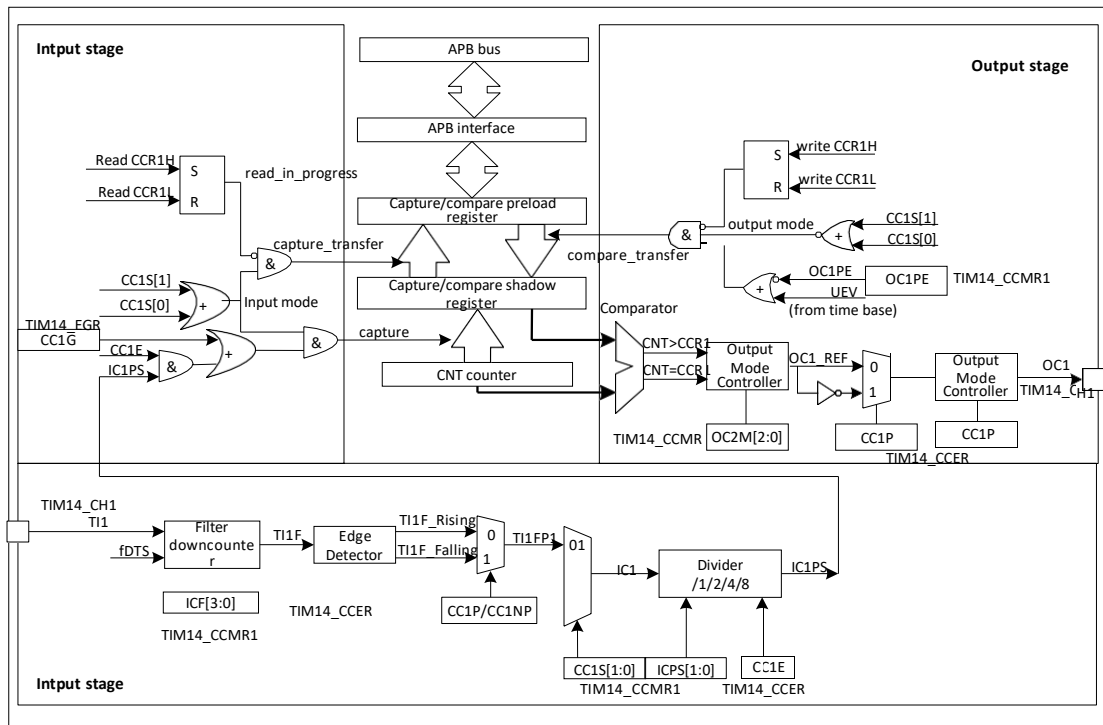 Intput stage
APB bus
Output stage
APB interface
Read CCR1H
S
Read CCR1L
R
read_in_progress
write CCR1H
S
write CCR1L
R
Capture/compare preload
register
output mode
CC1S[1]
CC1S[0]
&
+
capture_transfer
&
compare_transfer
CC1S[1]
CC1S[0]
+
Input mode
Capture/compare shadow
register
OC1PE
OC1PE
TIM14_CCMR1
+
UEV
(from time base)
TIM14_EGR
CC1G
CC1E
IC1PS
&
+
&
capture
CNT counter
Comparator
CNT>CCR1
CNT=CCR1
Output
Mode
Controller
OC1_REF
0
1
Output
Mode
Controller
OC1
TIM14_CH1
TIM14_CCMR
OC2M[2:0]
CC1P
CC1P
TIM14_CCER
TIM14_CH1
TI1
fDTS
Filter
downcounte
r
TI1F
Edge
Detector
TI1F_Rising
TI1F_Falling
0
1
TI1FP1
01
IC1
Divider
/1/2/4/8
IC1PS
ICF[3:0]
TIM14_CCMR1
TIM14_CCER
CC1P/CC1NP
CC1S[1:0]
ICPS[1:0]
CC1E
TIM14_CCMR1
TIM14_CCER
Intput stage